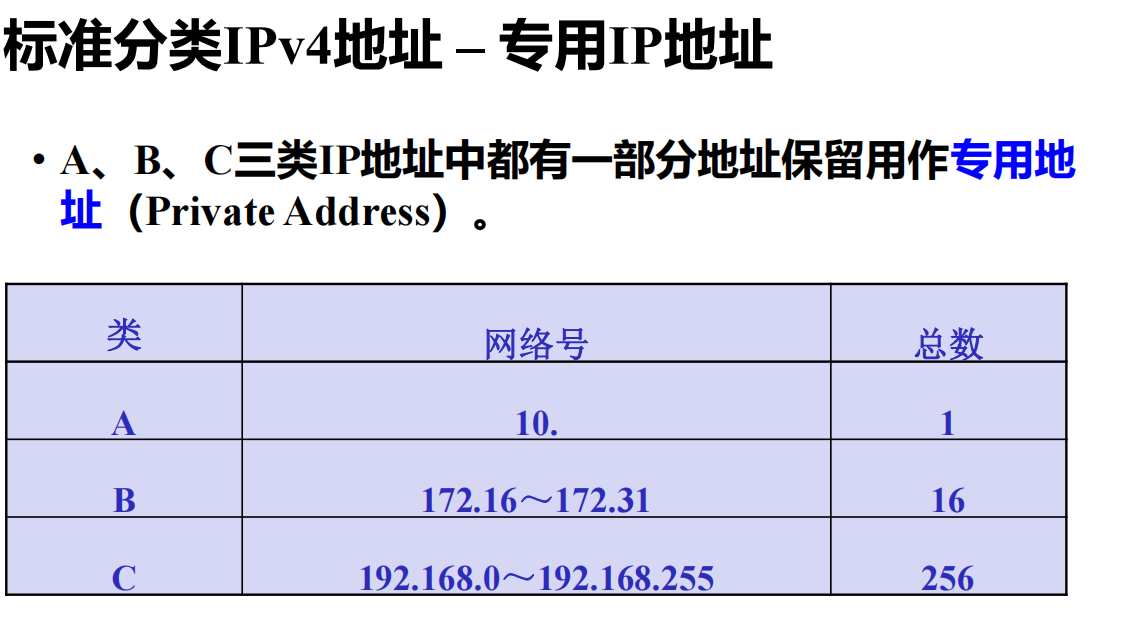 标准分类IPv4地址 – 专用IP地址
• A、B、C三类IP地址中都有一部分地址保留用作专用地
址（Private Address）。
类 网络号 总数
A 10. 1
B 172.16～172.31 16
C 192.168.0～192.168.255 256